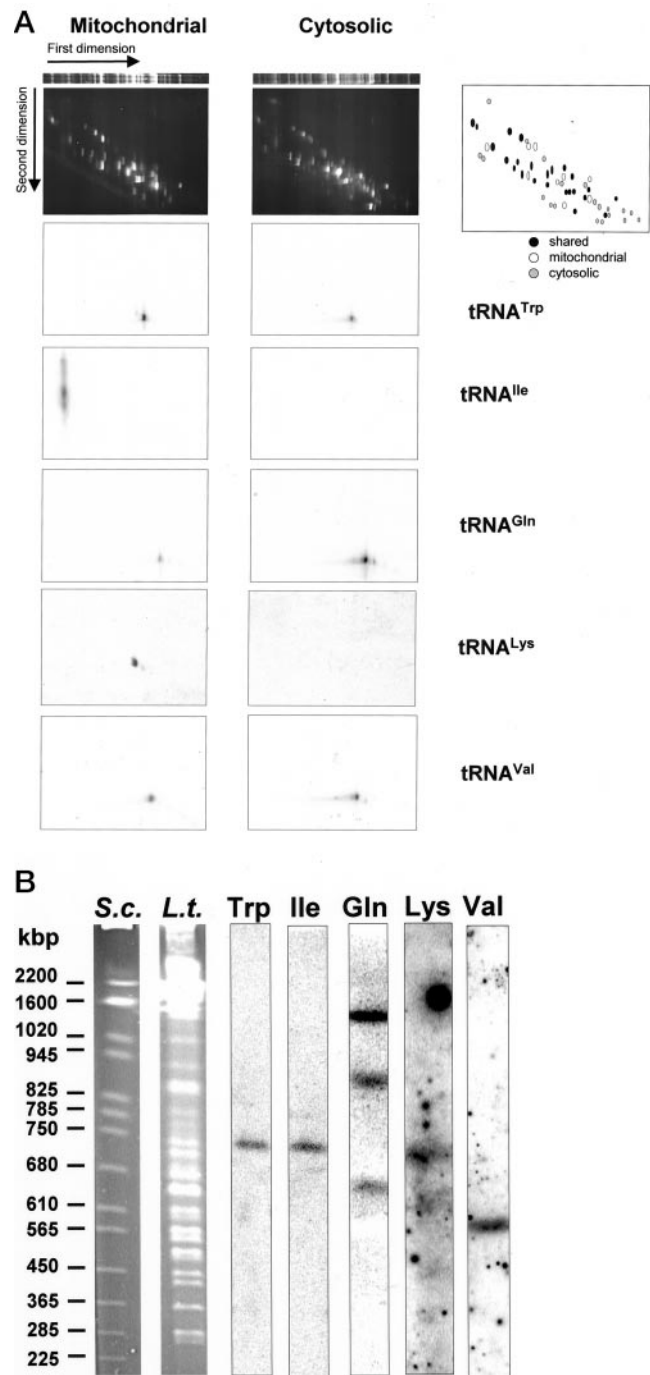 A
Mitochondrial
Cytosolic
First dimension
Second dimension
shared
mitochondrial
cytosolic
tRNATrp
tRNAIle
tRNAGln
tRNALys
tRNAVal
B
S.c. L.t. Trp Ile Gln Lys Val
kbp
2200
1600
1020
945
825
785
750
680
610
565
450
365
285
225